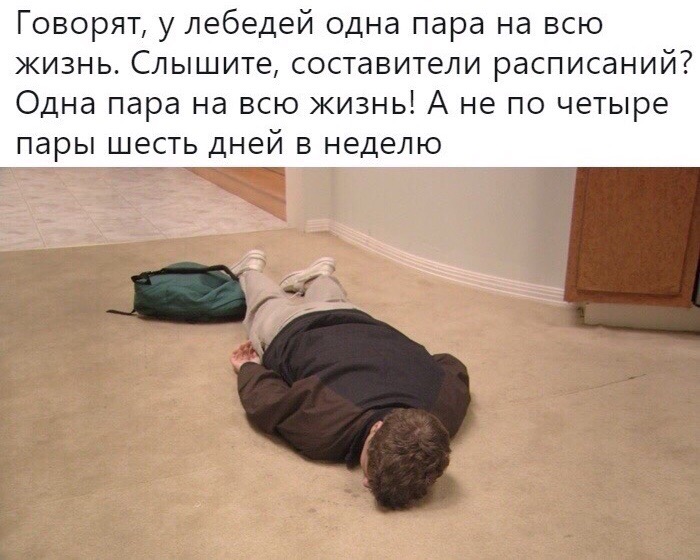 Говорят, у лебедей одна пара на всю
жизнь. Слышите, составители расписаний?
Одна пара на всю жизнь! А не по четыре
пары шесть дней в неделю